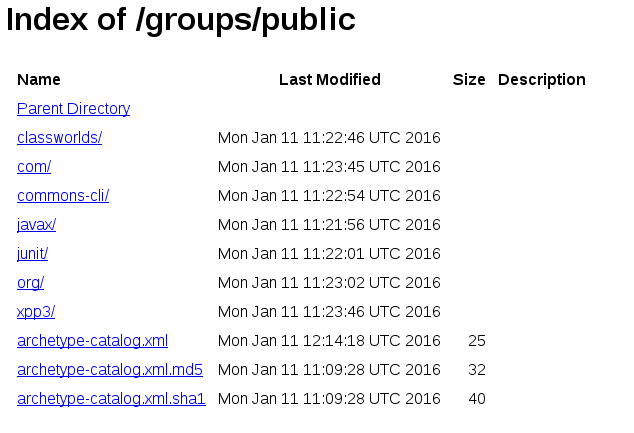 Index of /groups/public
Name Last Modified Size Description
Parent Directory
classworlds/ Mon Jan 11 11:22:46 UTC 2016
com/ Mon Jan 11 11:23:45 UTC 2016
commons-cli/ Mon Jan 11 11:22:54 UTC 2016
javax/ Mon Jan 11 11:21:56 UTC 2016
junit/ Mon Jan 11 11:22:01 UTC 2016
org/ Mon Jan 11 11:23:02 UTC 2016
xpp3/ Mon Jan 11 11:23:46 UTC 2016
archetype-catalog.xml Mon Jan 11 12:14:18 UTC 2016 25
archetype-catalog.xml.md5 Mon Jan 11 11:09:28 UTC 2016 32
archetype-catalog.xml.sha1 Mon Jan 11 11:09:28 UTC 2016 40